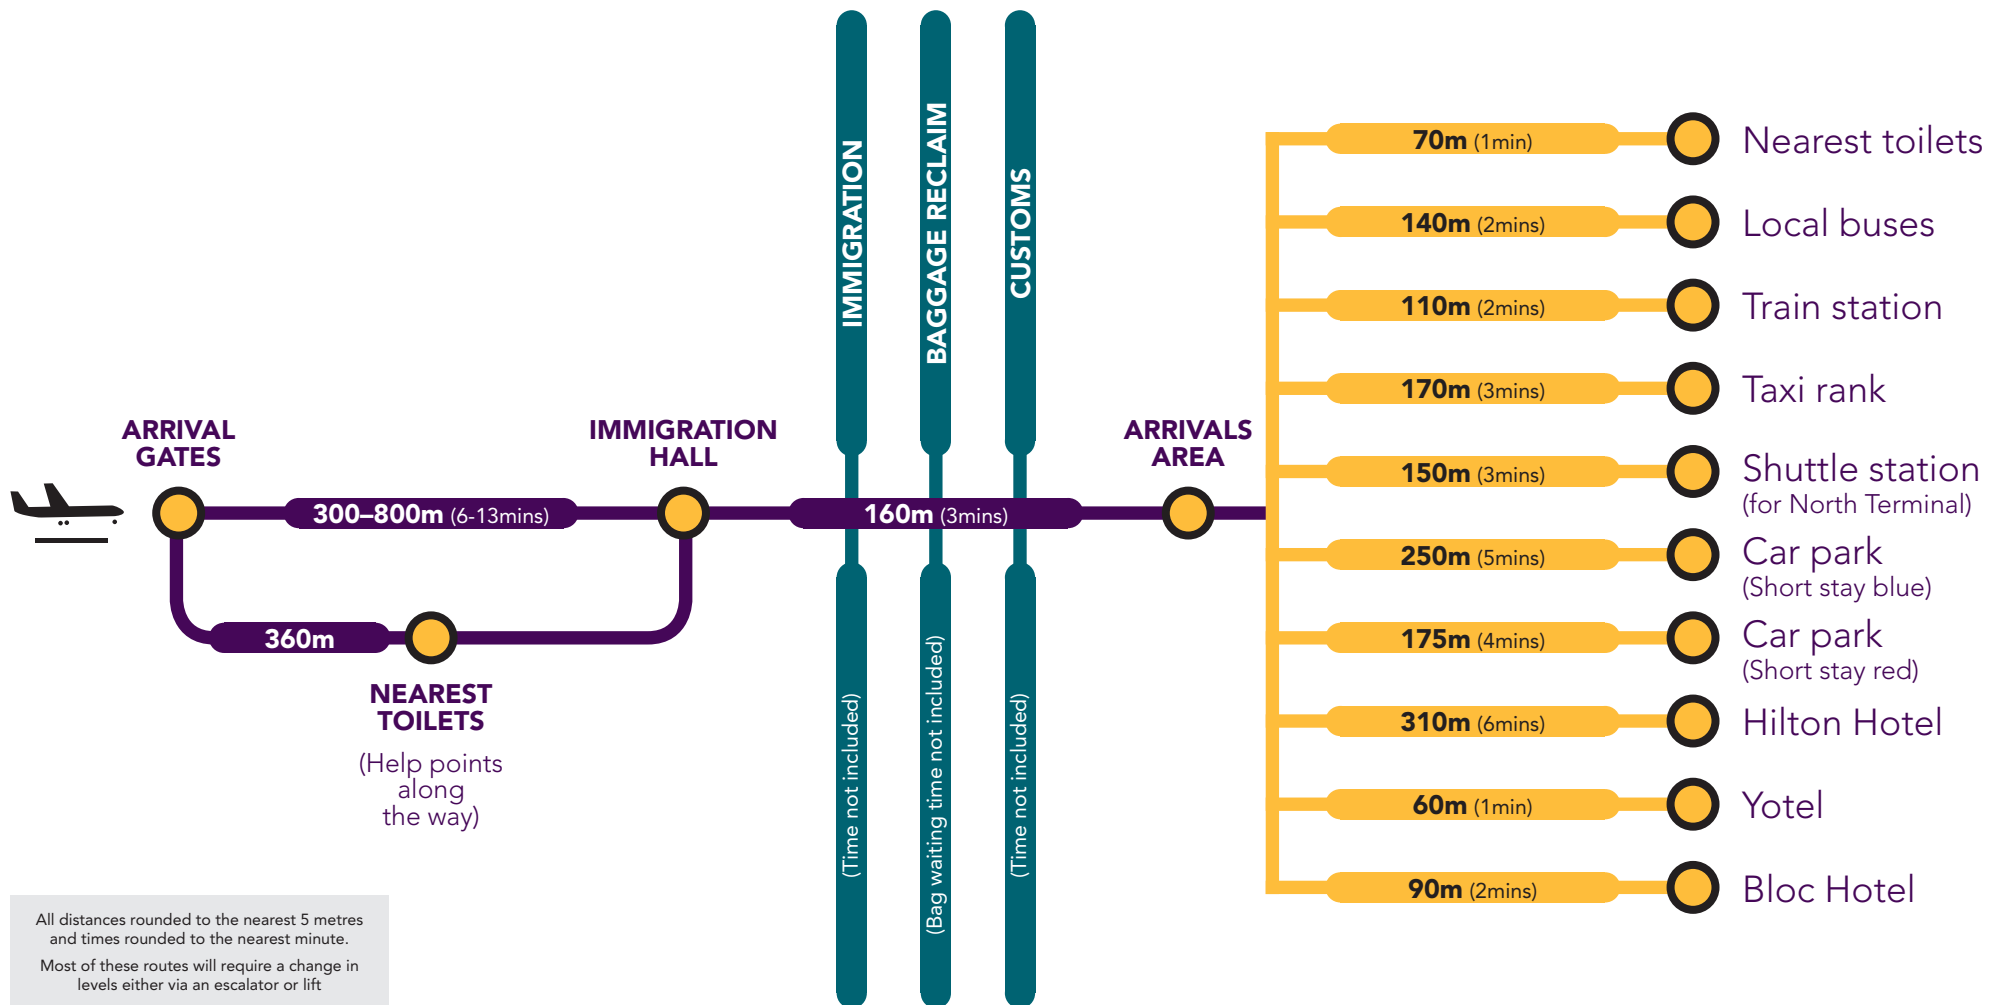 ARRIVAL
GATES
300–800m (6-13mins)
IMMIGRATION
HALL
360m
NEAREST
TOILETS
(Help points
along
the way)
160m (3mins)
IMMIGRATION
(Time not included)
BAGGAGE RECLAIM
(Bag waiting time not included)
CUSTOMS
(Time not included)
ARRIVALS
AREA
70m (1min)
Nearest toilets
140m (2mins)
Local buses
110m (2mins)
Train station
170m (3mins)
Taxi rank
150m (3mins)
Shuttle station
(for North Terminal)
250m (5mins)
Car park
(Short stay blue)
175m (4mins)
Car park
(Short stay red)
310m (6mins)
Hilton Hotel
60m (1min)
Yotel
90m (2mins)
Bloc Hotel
All distances rounded to the nearest 5 metres
and times rounded to the nearest minute.
Most of these routes will require a change in
levels either via an escalator or lift